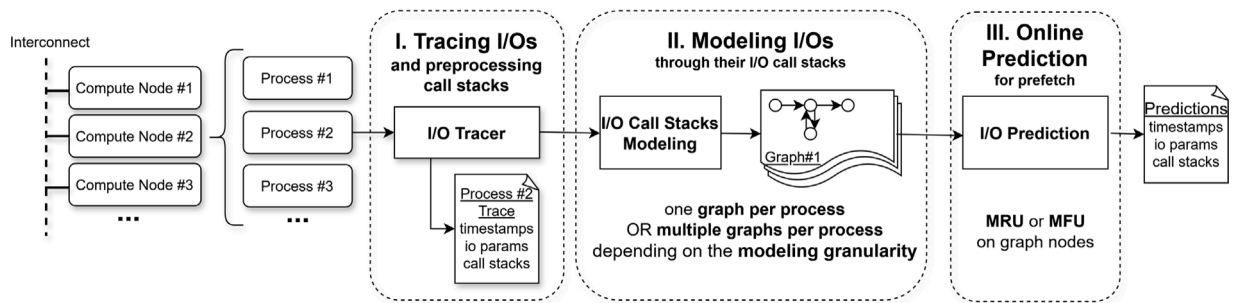 Interconnect
Compute Node #1
Compute Node #2
Compute Node #3
...
Process #1
Process #2
Process #3
...
I. Tracing I/Os
and preprocessing
call stacks
I/O Tracer
Process #2
Trace
timestamps
io params
call stacks
II. Modeling I/Os
through their I/O call stacks
I/O Call Stacks
Modeling
Graph#1
one graph per process
OR multiple graphs per process
depending on the modeling granularity
III. Online
Prediction
for prefetch
I/O Prediction
MRU or MFU
on graph nodes
Predictions
timestamps
io params
call stacks